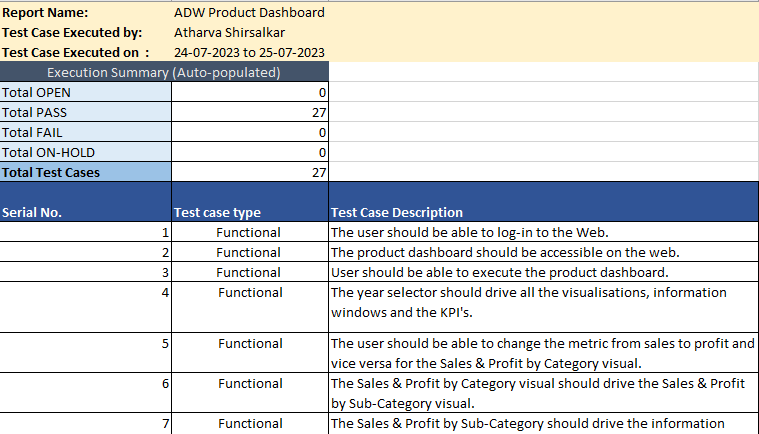 Report Name: ADW Product Dashboard
Test Case Executed by: Atharva Shirsalkar
Test Case Executed on : 24-07-2023 to 25-07-2023
Execution Summary (Auto-populated)
Total OPEN 0
Total PASS 27
Total FAIL 0
Total ON-HOLD 0
Total Test Cases 27
Serial No. Test case type Test Case Description
1 Functional The user should be able to log-in to the Web.
2 Functional The product dashboard should be accessible on the web.
3 Functional User should be able to execute the product dashboard.
4 Functional The year selector should drive all the visualisations, information
windows and the KPI's.
5 Functional The user should be able to change the metric from sales to profit and
vice versa for the Sales & Profit by Category visual.
6 Functional The Sales & Profit by Category visual should drive the Sales & Profit
by Sub-Category visual.
7 Functional The Sales & Profit by Sub-Category should drive the information